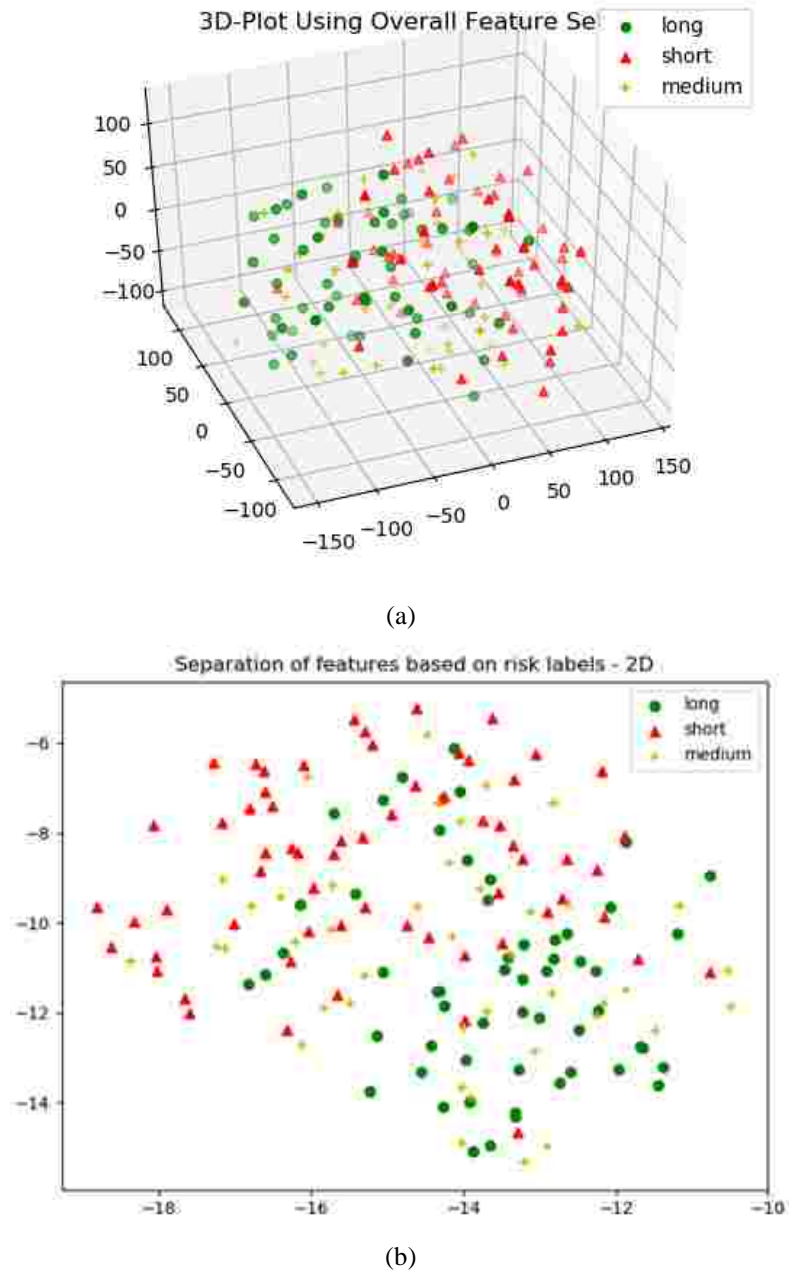 3D-Plot Using Overall Feature Se
long
short
medium
100
50
0
−50
−100
100
50
0
−50
−100
−150
−100
−50
0
50
100
150
(a)
Separation of features based on risk labels - 2D
long
short
medium
−6
−8
−10
−12
−14
−18
−16
−14
−12
−10
(b)